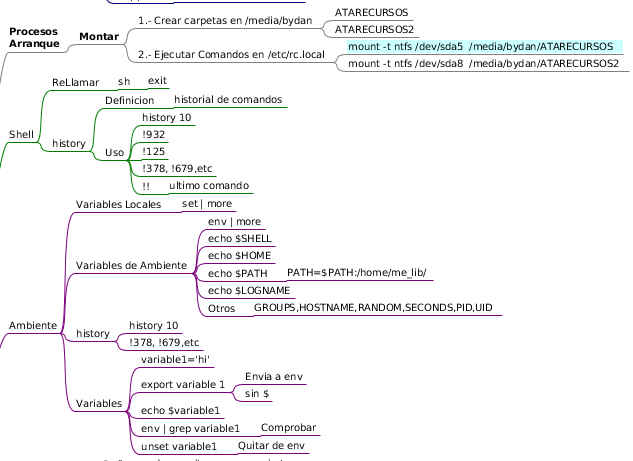 Procesos
Arranque
Montar
1.- Crear carpetas en /media/bydan
ATARECURSOS
ATARECURSOS2
2.- Ejecutar Comandos en /etc/rc.local
mount -t ntfs /dev/sda5  /media/bydan/ATARECURSOS
mount -t ntfs /dev/sda8  /media/bydan/ATARECURSOS2
Shell
ReLlamar
sh
exit
history
Definicion
historial de comandos
Uso
history 10
!932
!125
!378, !679,etc
!!
ultimo comando
Ambiente
Variables Locales
set | more
Variables de Ambiente
env | more
echo $SHELL
echo $HOME
echo $PATH
PATH=$PATH:/home/me_lib/
echo $LOGNAME
Otros
GROUPS,HOSTNAME,RANDOM,SECONDS,PID,UID
history
history 10
!378, !679,etc
Variables
variable1='hi'
export variable 1
Envia a env
sin $
echo $variable1
env | grep variable1
Comprobar
unset variable1
Quitar de env